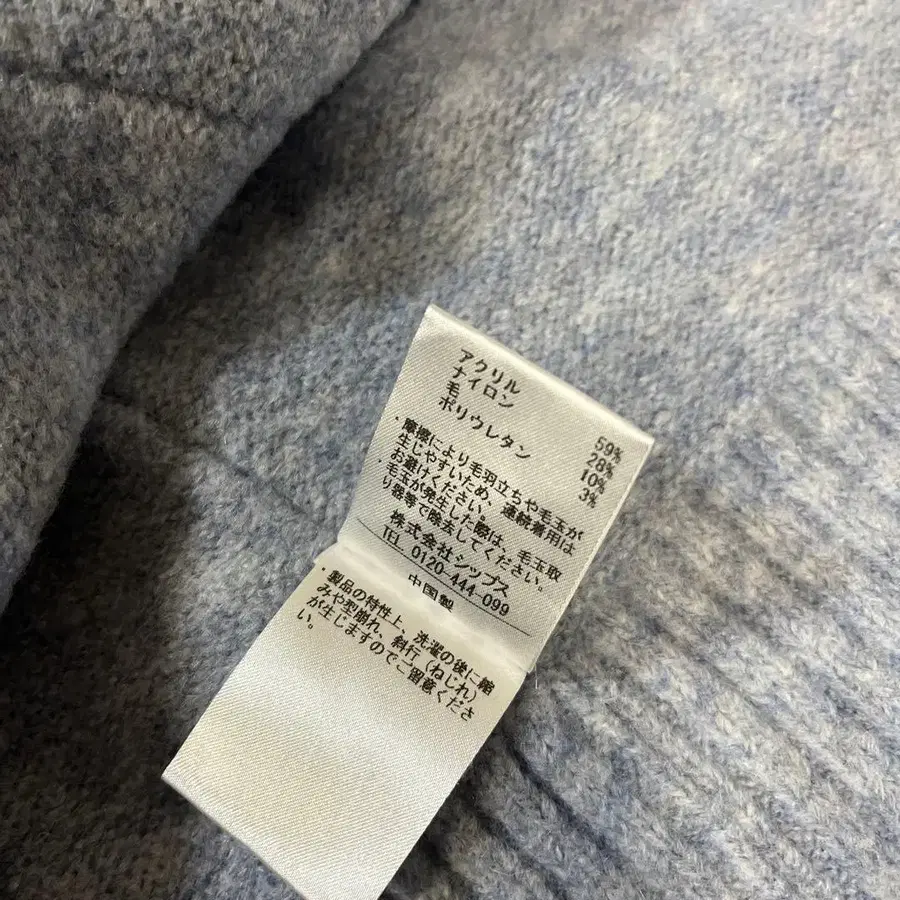 アクリル 59%
ナイロン 28%
毛 10%
ポリウレタン 3%
・摩擦により毛羽立ちや毛玉が
生じやすいため、連続着用は
お避けください。
・毛玉が発生した際は、毛玉取
り器等で除去してください。
株式会社シップス
TEL. 0120-444-099
中国製
・製品の特性上、洗濯の後に縮
みや型崩れ、斜行(ねじれ)
が生じますのでご留意くださ
い。